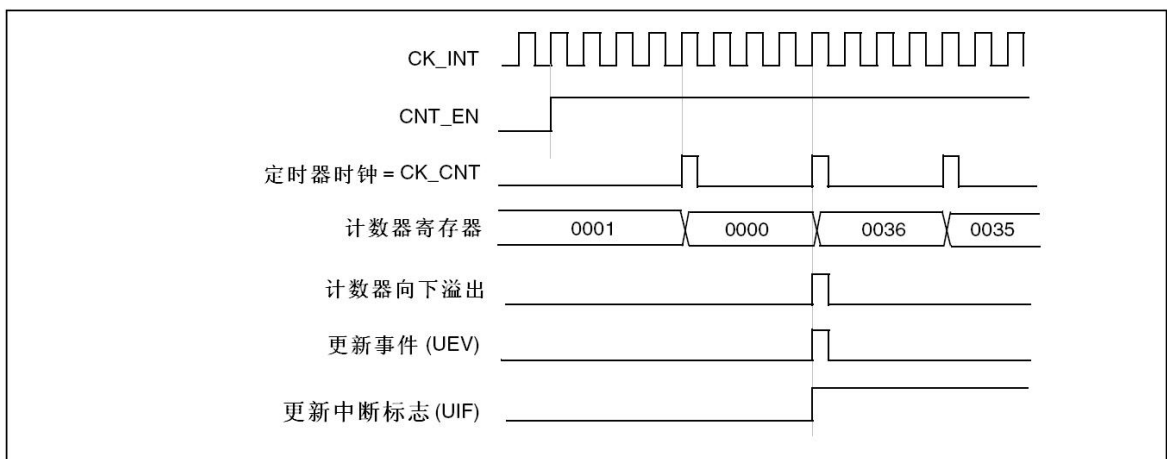 CK_INT
CNT_EN
定时器时钟 = CK_CNT
计数器寄存器 0001 0000 0036 0035
计数器向下溢出
更新事件 (UEV)
更新中断标志 (UIF)